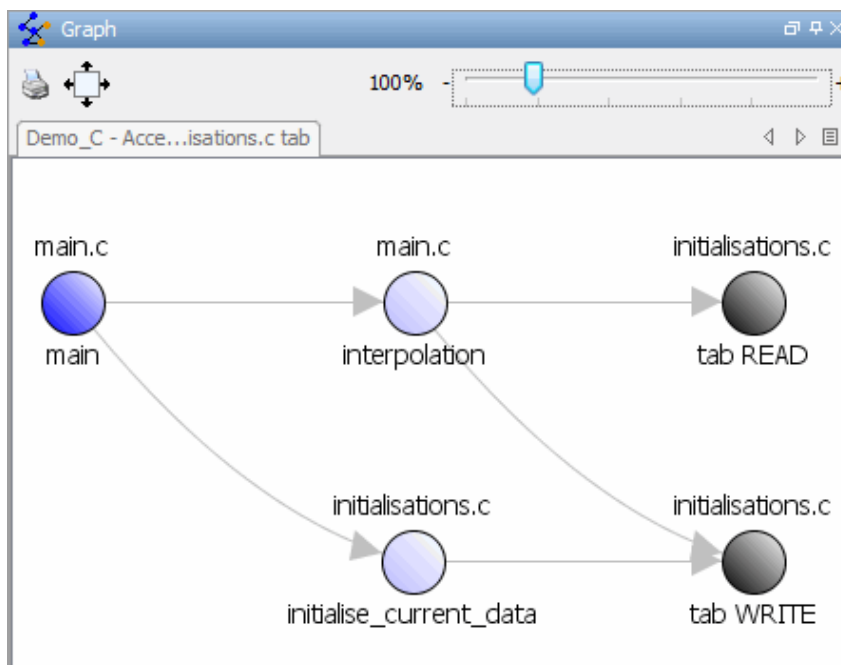 Graph
100% - +
Demo_C - Acce...isations.c tab
main.c main.c initialisations.c
main interpolation tab READ
initialisations.c initialisations.c
initialise_current_data tab WRITE